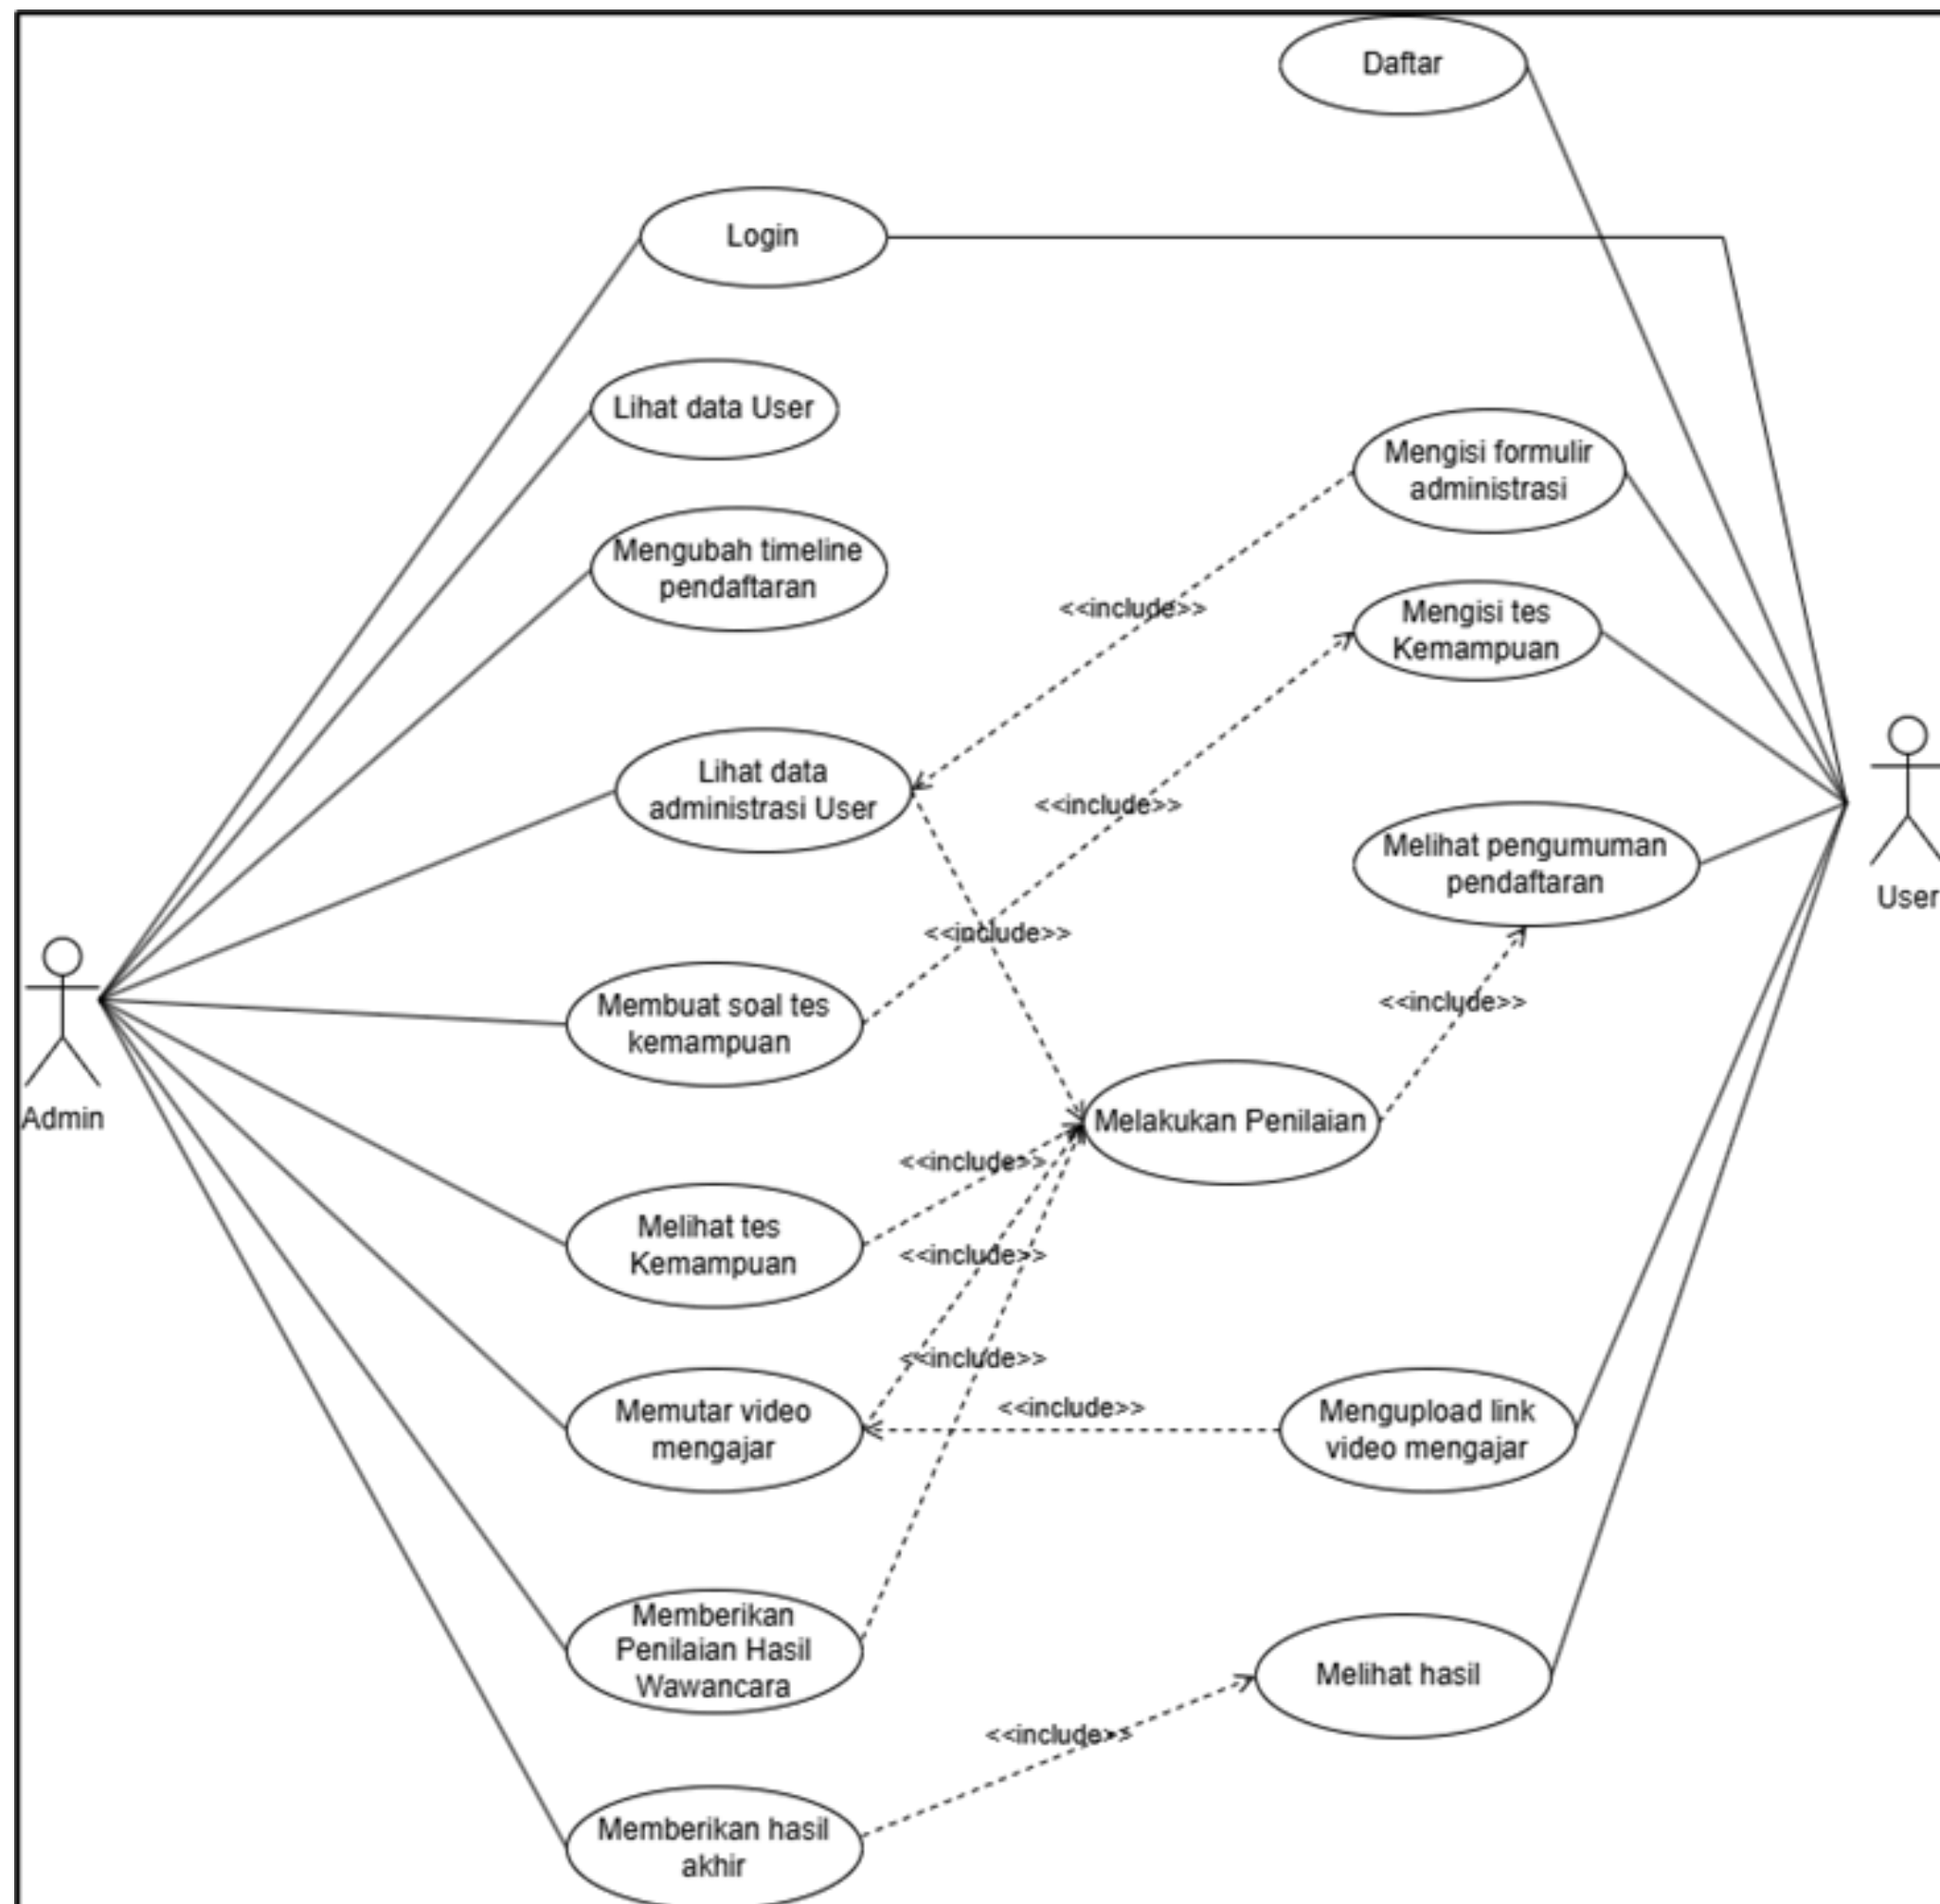 Daftar
Login
Lihat data User
Mengisi formulir
administrasi
Mengubah timeline
pendaftaran
<<include>>
Mengisi tes
Kemampuan
Lihat data
administrasi User
<<include>>
Melihat pengumuman
pendaftaran
User
<<include>>
Membuat soal tes
kemampuan
<<include>>
Admin
Melakukan Penilaian
<<include>>
Melihat tes
Kemampuan
<<include>>
<<include>>
Memutar video
mengajar
<<include>>
Mengupload link
video mengajar
Memberikan
Penilaian Hasil
Wawancara
Melihat hasil
<<include>>
Memberikan hasil
akhir